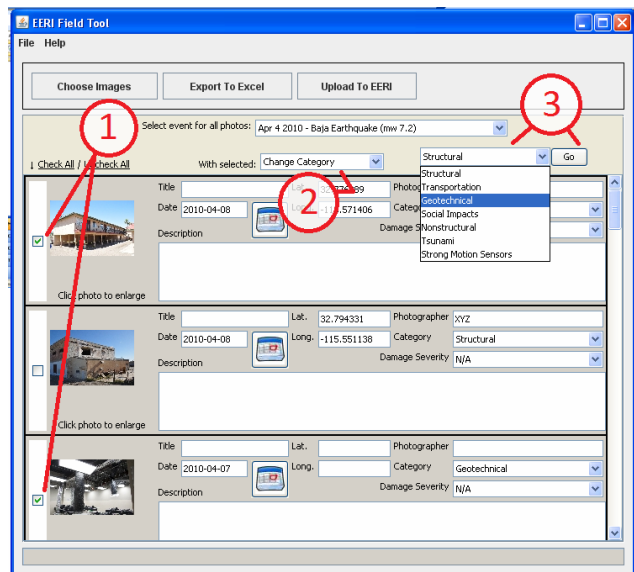 EERI Field Tool
File Help
Choose Images Export To Excel Upload To EERI
1 3
Select event for all photos: Apr 4 2010 - Baja Earthquake (mw 7.2)
↓ Check All / Uncheck All With selected: Change Category Structural Go
Structural
Transportation
Geotechnical
Social Impacts
Nonstructural
Tsunami
Strong Motion Sensors
2
Title Lat.
Date 2010-04-08 .571406
Description
Click photo to enlarge
Title Lat. 32.794331 Photographer XYZ
Date 2010-04-08 Long. -115.551138 Category Structural
Description Damage Severity N/A
Click photo to enlarge
Title Lat. Photographer
Date 2010-04-07 Long. Category Geotechnical
Description Damage Severity N/A